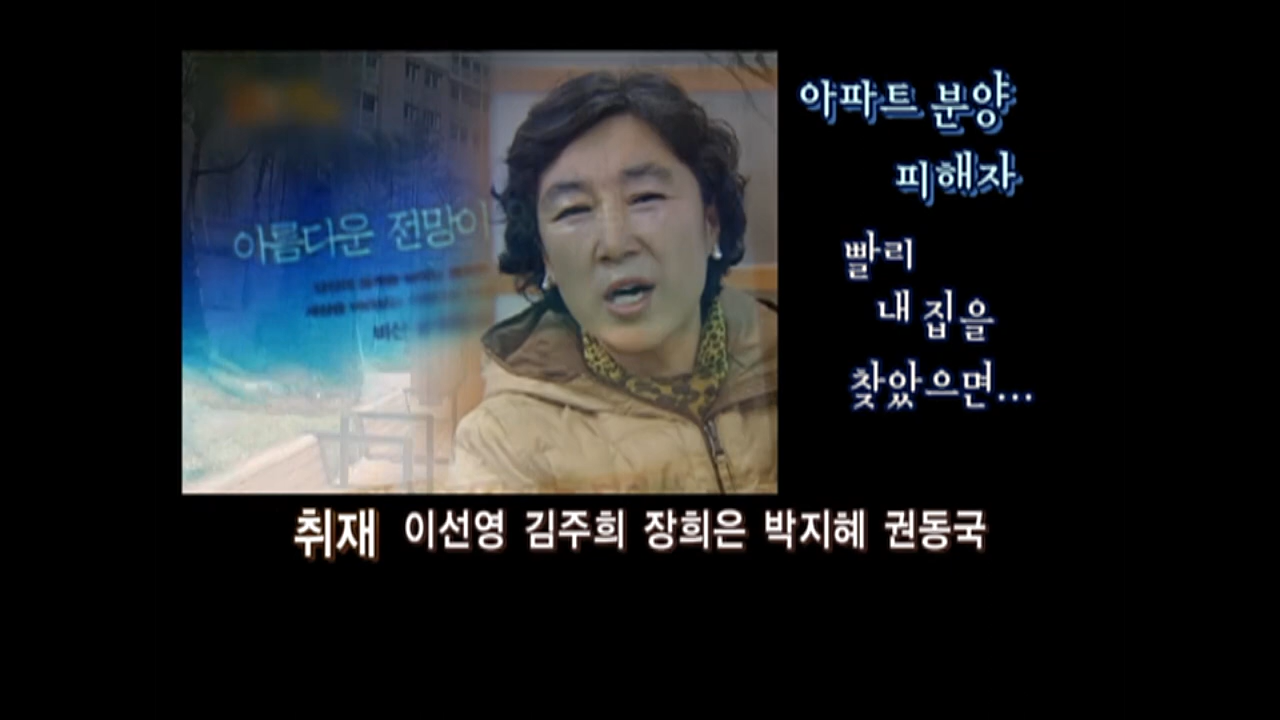 아파트 분양
피해자
빨리
내 집을
찾았으면...
아름다운 전망이
취재 이선영 김주희 장희은 박지혜 권동국